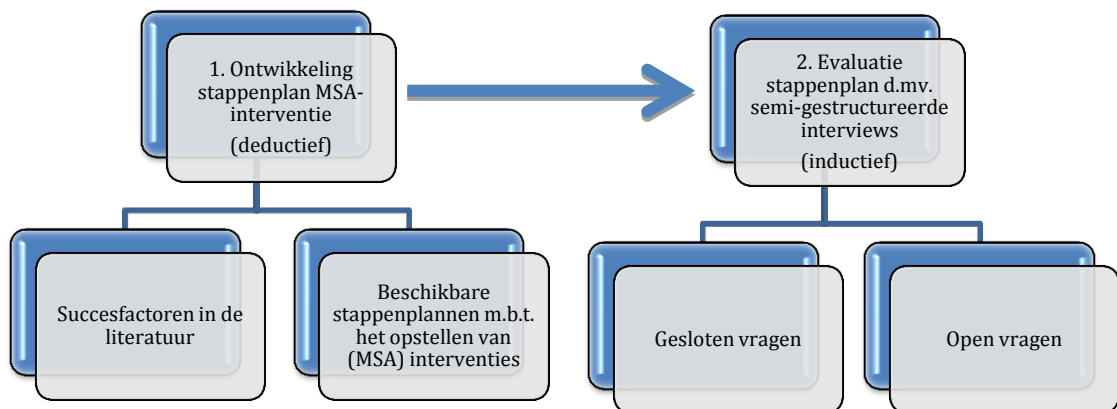 1. Ontwikkeling
stappenplan MSA-
interventie
(deductief)
2. Evaluatie
stappenplan d.mv.
semi-gestructureerde
interviews
(inductief)
Succesfactoren in de
literatuur
Beschikbare
stappenplannen m.b.t.
het opstellen van
(MSA) interventies
Gesloten vragen
Open vragen